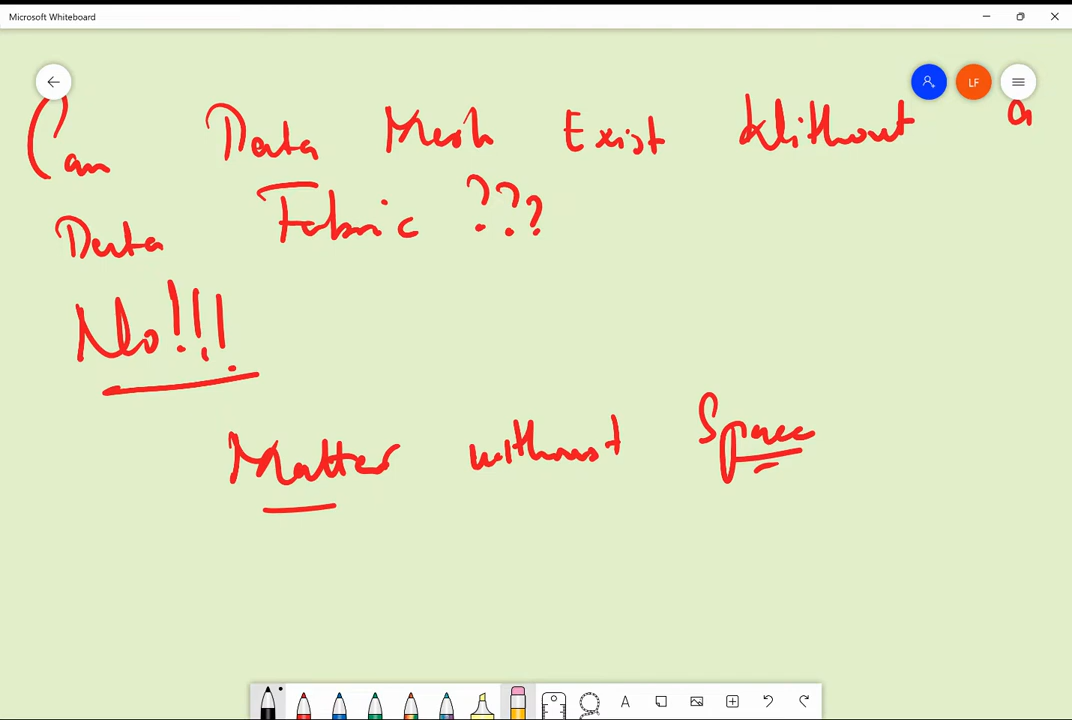 Microsoft Whiteboard
LF
Can Data Mesh Exist Without a
Data Fabric ???
No!!!
Matter without Space
A